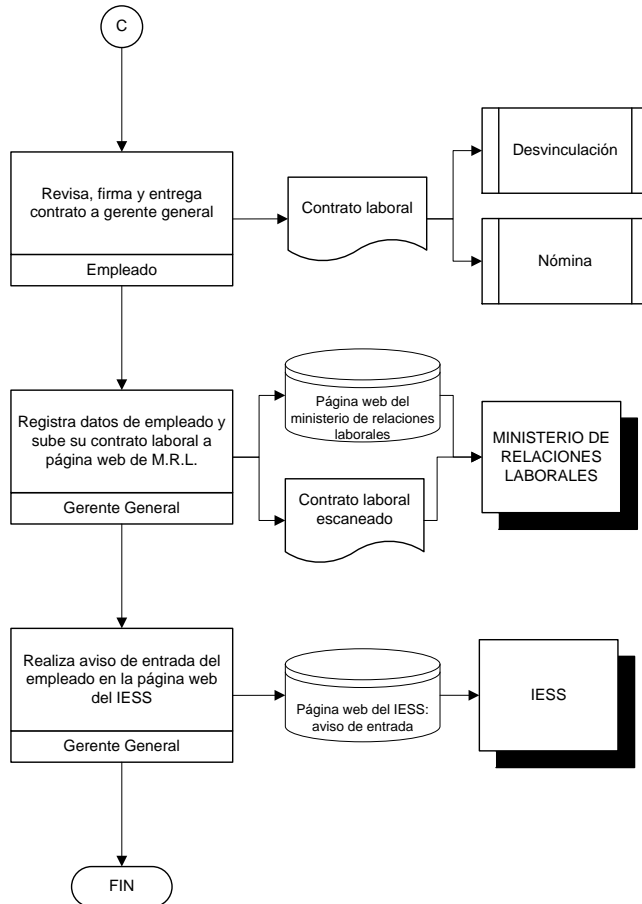 C
Revisa, firma y entrega
contrato a gerente general
Empleado
Contrato laboral
Desvinculación
Nómina
Registra datos de empleado y
sube su contrato laboral a
página web de M.R.L.
Gerente General
Página web del
ministerio de relaciones
laborales
Contrato laboral
escaneado
MINISTERIO DE
RELACIONES
LABORALES
Realiza aviso de entrada del
empleado en la página web
del IESS
Gerente General
Página web del IESS:
aviso de entrada
IESS
FIN